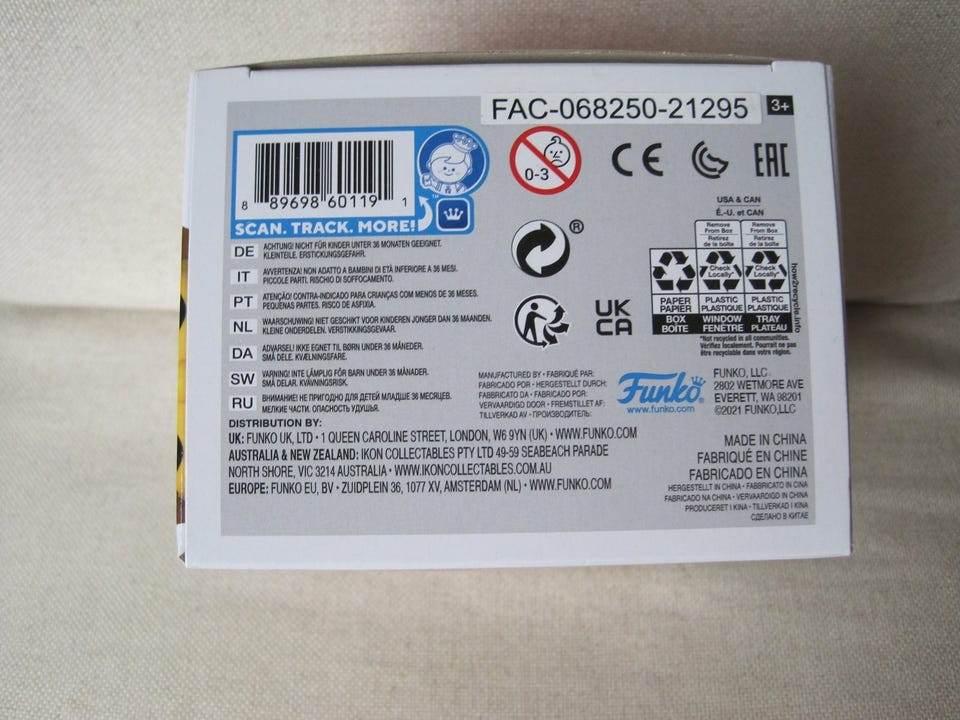 FAC-068250-21295
3+
8 89698 60119 1
SCAN. TRACK. MORE!
0-3
CE
EAC
USA & CAN
É.-U. et CAN
Remove From Box Retirez de la boîte
Remove From Box Retirez de la boîte
Check Locally*
Check Locally*
PAPER PAPIER
PLASTIC PLASTIQUE
PLASTIC PLASTIQUE
BOX BOÎTE
WINDOW FENÊTRE
TRAY PLATEAU
*Not recycled in all communities.
Vérifiez localement. Pourrait ne pas
être recyclable dans votre région.
how2recycle.info
®
UK
CA
DE ACHTUNG! NICHT FÜR KINDER UNTER 36 MONATEN GEEIGNET.
KLEINTEILE. ERSTICKUNGSGEFAHR.
IT AVVERTENZA! NON ADATTO A BAMBINI DI ETÀ INFERIORE A 36 MESI.
PICCOLE PARTI. RISCHIO DI SOFFOCAMENTO.
PT ATENÇÃO! CONTRA-INDICADO PARA CRIANÇAS COM MENOS DE 36 MESES.
PEQUENAS PARTES. RISCO DE ASFIXIA.
NL WAARSCHUWING! NIET GESCHIKT VOOR KINDEREN JONGER DAN 36 MAANDEN.
KLEINE ONDERDELEN. VERSTIKKINGSGEVAAR.
DA ADVARSEL! IKKE EGNET TIL BØRN UNDER 36 MÅNEDER.
SMÅ DELE. KVÆLNINGSFARE.
SW VARNING! INTE LÄMPLIG FÖR BARN UNDER 36 MÅNADER.
SMÅ DELAR. KVÄVNINGSRISK.
RU ВНИМАНИЕ! НЕ ПРИГОДНО ДЛЯ ДЕТЕЙ МЛАДШЕ 36 МЕСЯЦЕВ.
МЕЛКИЕ ЧАСТИ. ОПАСНОСТЬ УДУШЬЯ.
MANUFACTURED BY • FABRIQUÉ PAR:
FABRICADO POR • HERGESTELLT DURCH:
FABBRICATO DA • FABRICADO POR:
VERVAARDIGD DOOR • FREMSTILLET AF:
TILLVERKAD AV • ПРОИЗВОДИТЕЛЬ:
Funko®
www.funko.com
FUNKO, LLC
2802 WETMORE AVE
EVERETT, WA 98201
©2021 FUNKO,LLC
DISTRIBUTION BY:
UK: FUNKO UK, LTD • 1 QUEEN CAROLINE STREET, LONDON, W6 9YN (UK) • WWW.FUNKO.COM
AUSTRALIA & NEW ZEALAND: IKON COLLECTABLES PTY LTD 49-59 SEABEACH PARADE
NORTH SHORE, VIC 3214 AUSTRALIA • WWW.IKONCOLLECTABLES.COM.AU
EUROPE: FUNKO EU, BV • ZUIDPLEIN 36, 1077 XV, AMSTERDAM (NL) • WWW.FUNKO.COM
MADE IN CHINA
FABRIQUÉ EN CHINE
FABRICADO EN CHINA
HERGESTELLT IN CHINA • FABBRICATO IN CINA
FABRICADO NA CHINA • VERVAARDIGD IN CHINA
PRODUCERET I KINA • TILLVERKAD I KINA
СДЕЛАНО В КИТАЕ